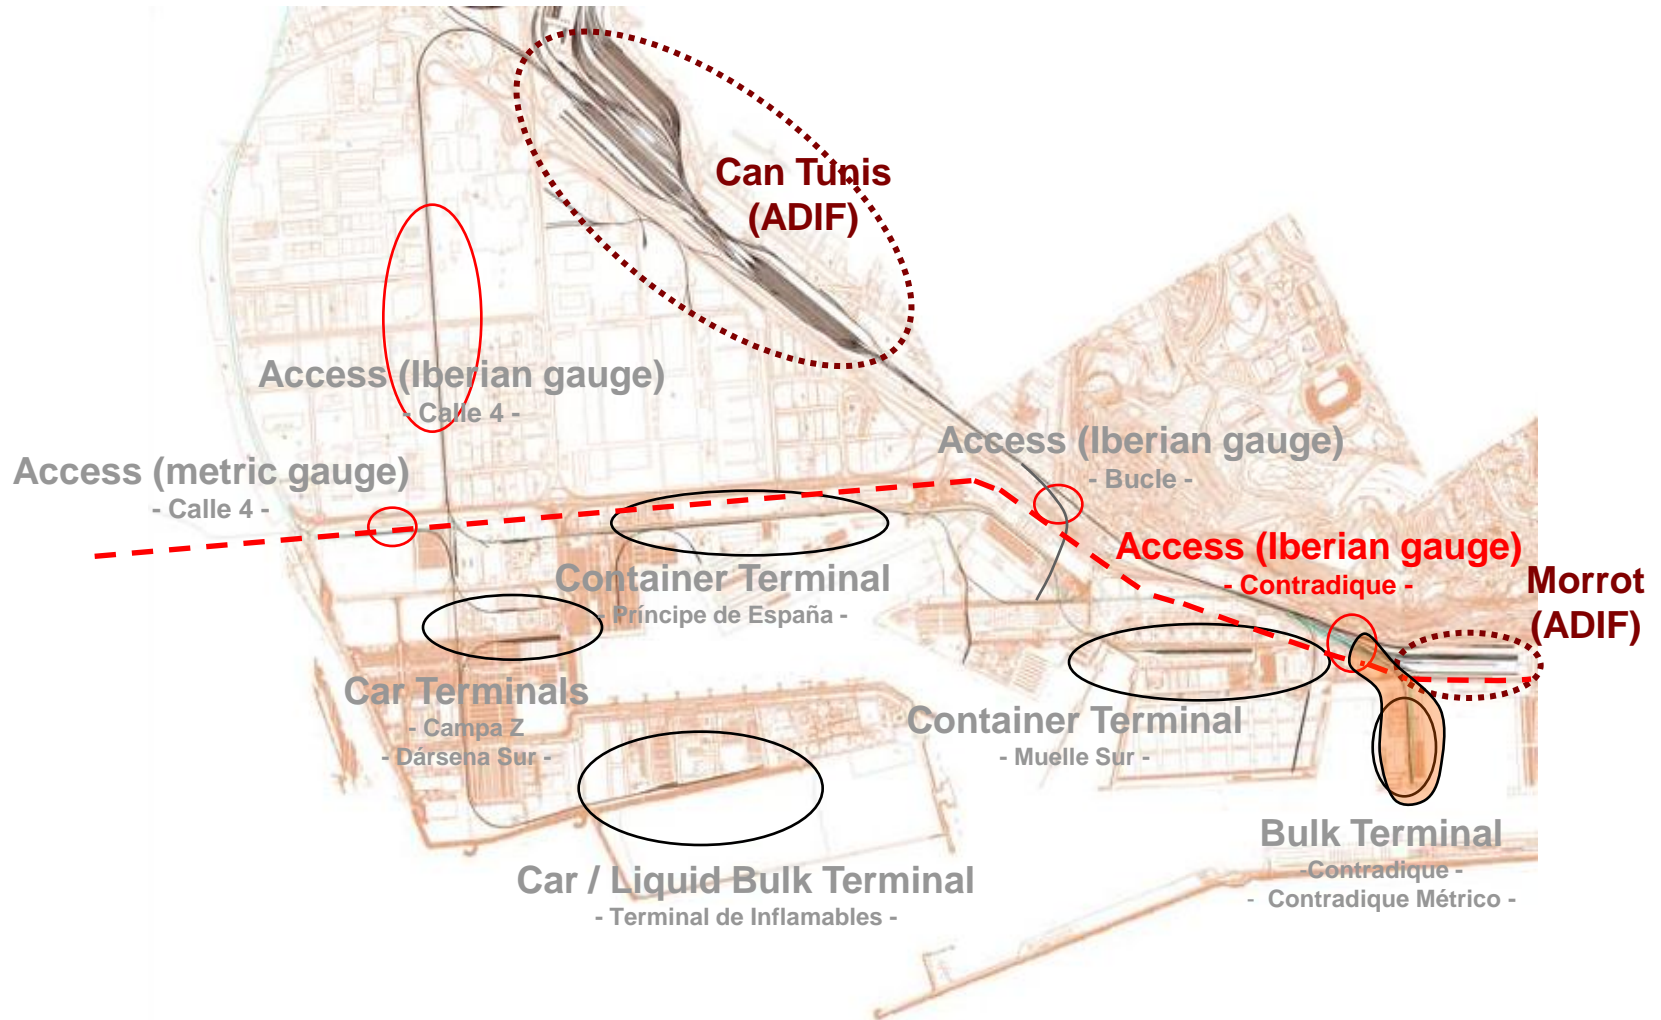 Can Tunis
(ADIF)
Access (Iberian gauge)
- Calle 4 -
Access (Iberian gauge)
- Bucle -
Access (metric gauge)
- Calle 4 -
Access (Iberian gauge)
- Contradique -
Morrot
(ADIF)
Container Terminal
- Príncipe de España -
Car Terminals
- Campa Z
- Dársena Sur -
Container Terminal
- Muelle Sur -
Bulk Terminal
-Contradique -
- Contradique Métrico -
Car / Liquid Bulk Terminal
- Terminal de Inflamables -